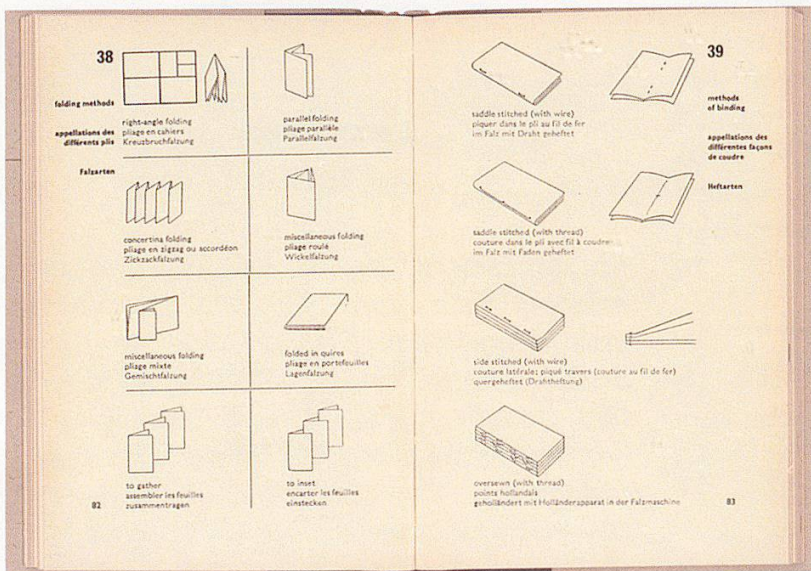 38
folding methods
appellations des
différents plis
Falzarten
right-angle folding
pliage en cahiers
Kreuzbruchfalzung
parallel folding
pliage parallèle
Parallelfalzung
concertina folding
pliage en zigzag ou accordéon
Zickzackfalzung
miscellaneous folding
pliage roulé
Wickelfalzung
miscellaneous folding
pliage mixte
Gemischtfalzung
folded in quires
pliage en portefeuilles
Lagenfalzung
to gather
assembler les feuilles
zusammentragen
to inset
encarter les feuilles
einstecken
82
39
methods
of binding
appellations des
différentes façons
de coudre
Heftarten
saddle stitched (with wire)
piquer dans le pli au fil de fer
im Falz mit Draht geheftet
saddle stitched (with thread)
couture dans le pli avec fil à coudre
im Falz mit Faden geheftet
side stitched (with wire)
couture latérale; piqué travers (couture au fil de fer)
quergeheftet (Drahtheftung)
oversewn (with thread)
points hollandais
geholländert mit Holländerapparat in der Falzmaschine
83